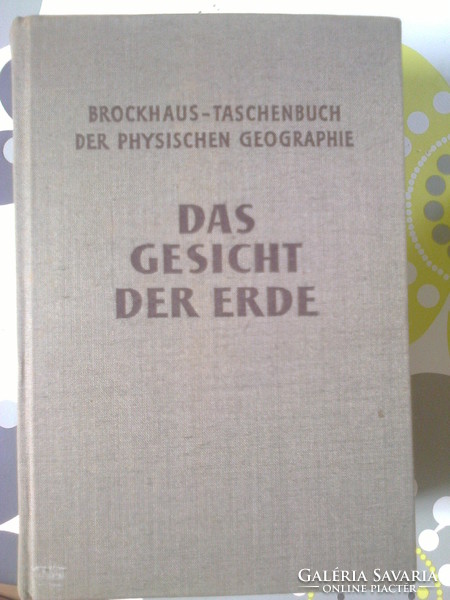 BROCKHAUS-TASCHENBUCH
DER PHYSISCHEN GEOGRAPHIE
DAS
GESICHT
DER ERDE
GALÉRIA SAVARIA
ONLINE PIACTÉR